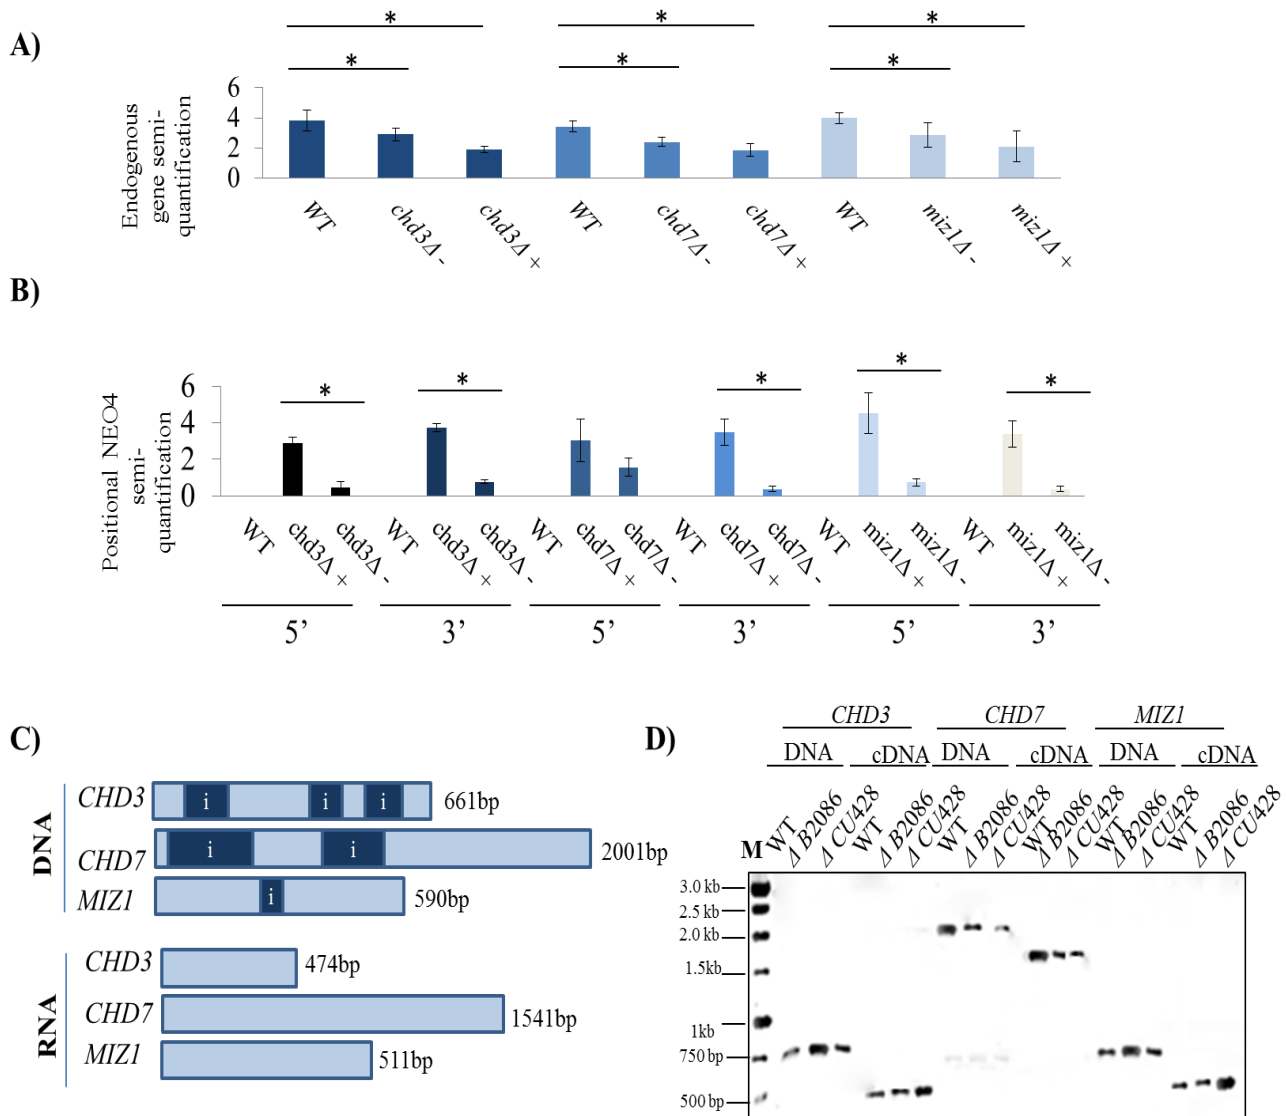 A)
* * *
* * *
Endogenous
gene semi-
quantification
6
4
2
0
WT
chd3Δ -
chd3Δ +
WT
chd7Δ -
chd7Δ +
WT
miz1Δ -
miz1Δ +
B)
* * * * *
Positional NEO4
semi-
quantification
6
4
2
0
WT
chd3Δ +
chd3Δ -
WT
chd3Δ +
chd3Δ -
WT
chd7Δ +
chd7Δ -
WT
chd7Δ +
chd7Δ -
WT
miz1Δ +
miz1Δ -
WT
miz1Δ +
miz1Δ -
5’ 3’ 5’ 3’ 5’ 3’
C)
DNA
CHD3 i i i 661bp
CHD7 i i 2001bp
MIZ1 i 590bp
RNA
CHD3 474bp
CHD7 1541bp
MIZ1 511bp
D)
CHD3 CHD7 MIZ1
DNA cDNA DNA cDNA DNA cDNA
WT
Δ B2086
Δ CU428
WT
Δ B2086
Δ CU428
WT
Δ B2086
Δ CU428
WT
Δ B2086
Δ CU428
WT
Δ B2086
Δ CU428
WT
Δ B2086
Δ CU428
M
3.0 kb
2.5 kb
2.0 kb
1.5kb
1kb
750 bp
500 bp